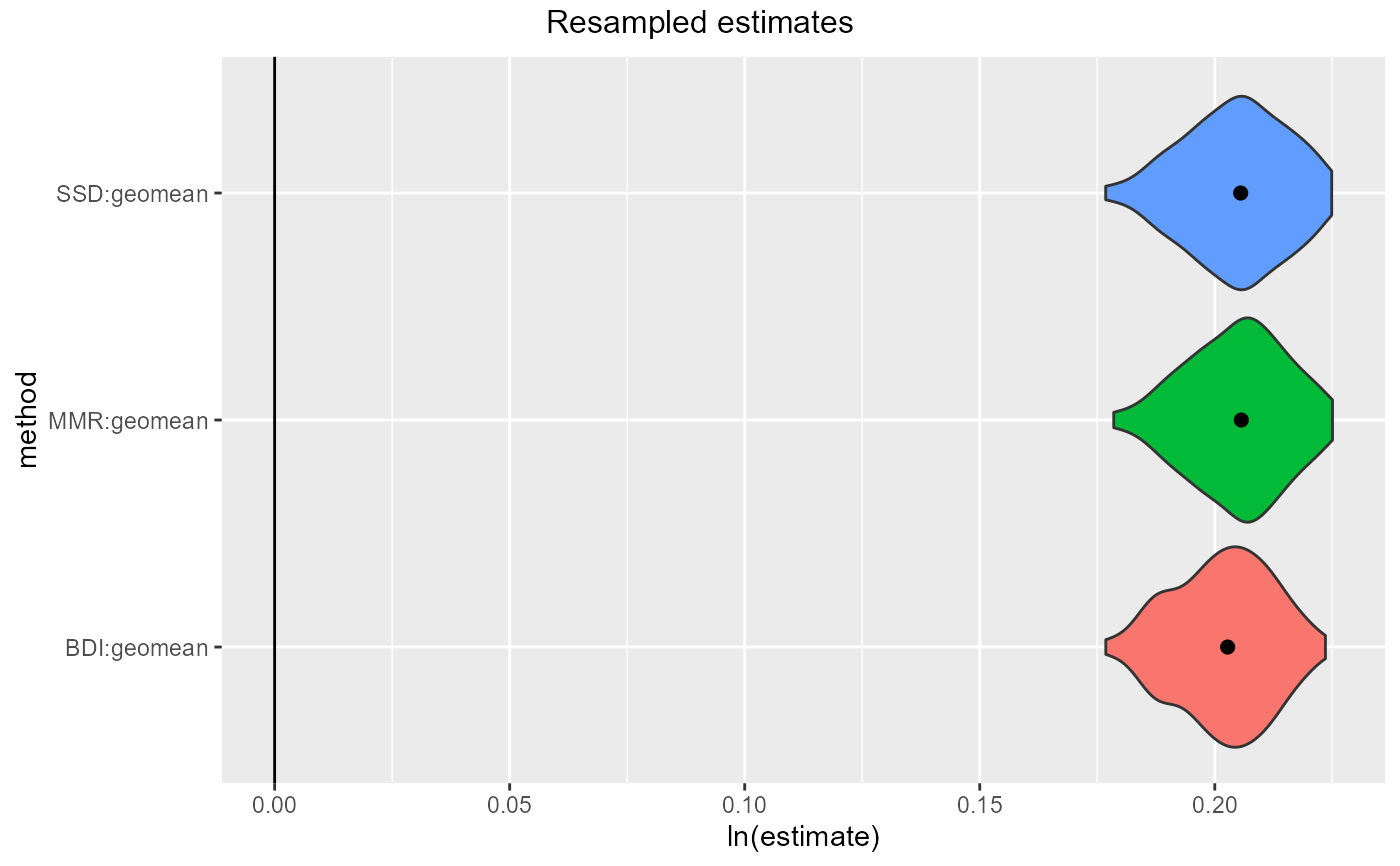 Resampled estimates
SSD:geomean
MMR:geomean
BDI:geomean
method
0.00 0.05 0.10 0.15 0.20
ln(estimate)